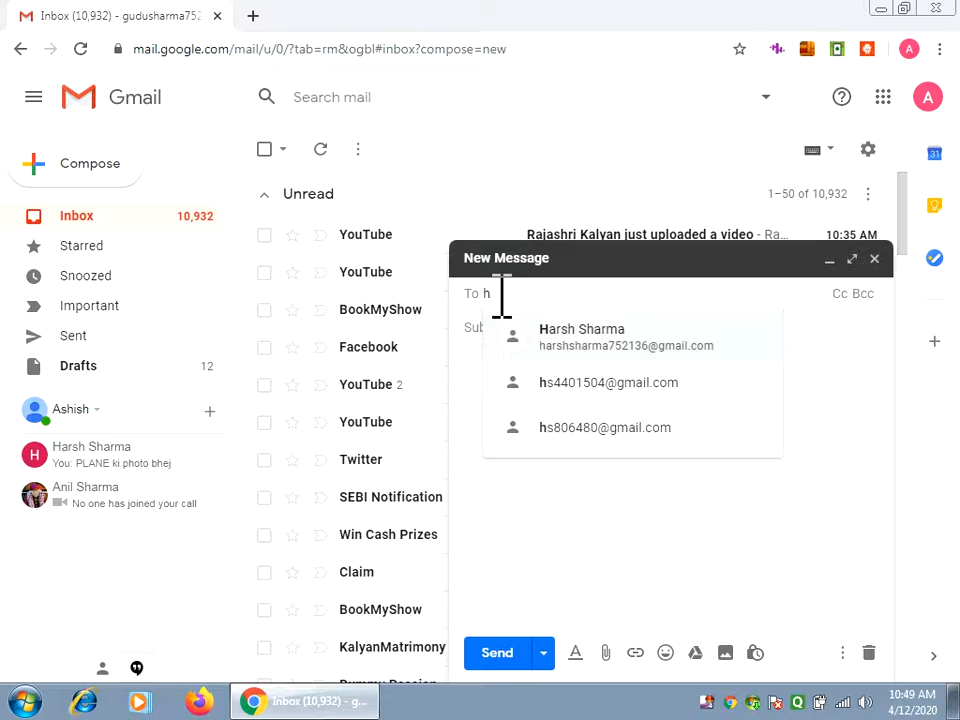 Inbox (10,932) - gudusharma752
mail.google.com/mail/u/0/?tab=rm&ogbl#inbox?compose=new
A
Gmail
Search mail
A
Compose
31
Unread
1–50 of 10,932
Inbox 10,932
YouTube Rajashri Kalyan just uploaded a video - Ra... 10:35 AM
Starred
Snoozed
YouTube
Important
BookMyShow
Sent
Facebook
Drafts 12
YouTube 2
Ashish
YouTube
H
Harsh Sharma
You: PLANE ki photo bhej
Twitter
Anil Sharma
No one has joined your call
SEBI Notification
Win Cash Prizes
Claim
BookMyShow
KalyanMatrimony
New Message
To h
Cc Bcc
Sub
Harsh Sharma
harshsharma752136@gmail.com
hs4401504@gmail.com
hs806480@gmail.com
Send
Inbox (10,932) - g...
10:49 AM
4/12/2020